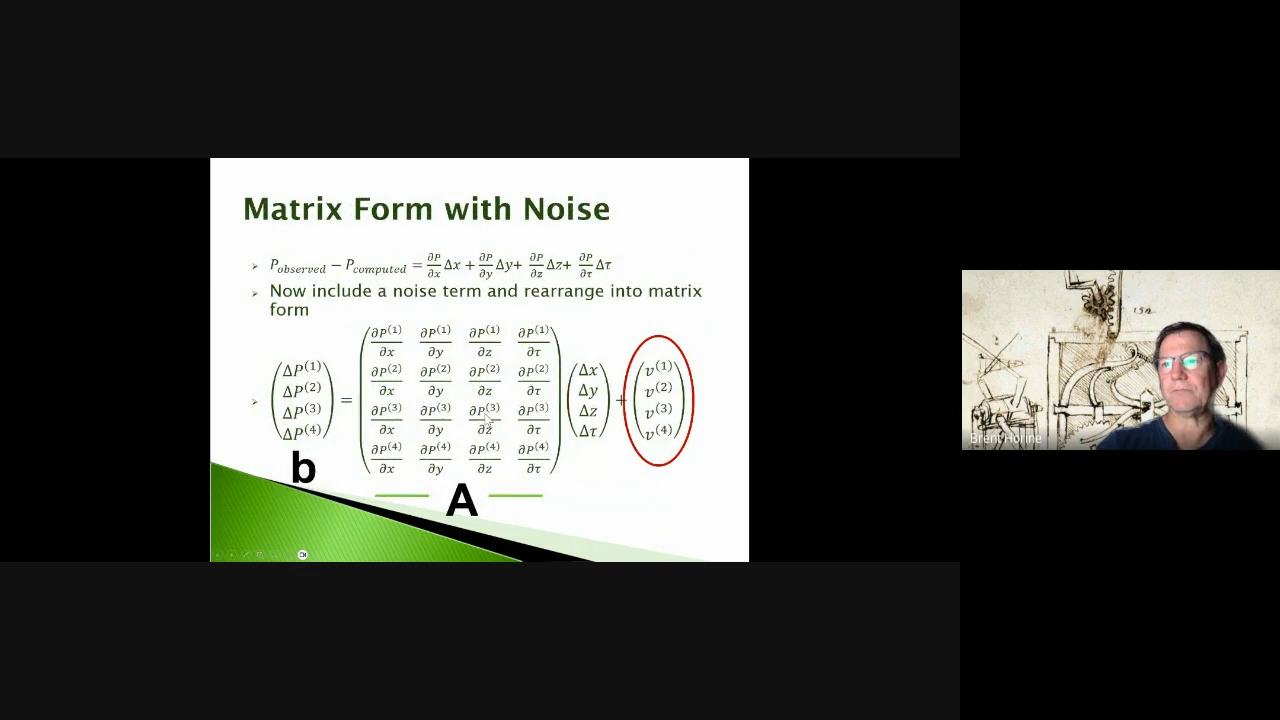 Matrix Form with Noise
➢ P_observed − P_computed = ∂P/∂x Δx + ∂P/∂y Δy+ ∂P/∂z Δz+ ∂P/∂τ Δτ
➢ Now include a noise term and rearrange into matrix
form
➢ (ΔP^(1) ΔP^(2) ΔP^(3) ΔP^(4)) = (∂P^(1)/∂x ∂P^(1)/∂y ∂P^(1)/∂z ∂P^(1)/∂τ
∂P^(2)/∂x ∂P^(2)/∂y ∂P^(2)/∂z ∂P^(2)/∂τ
∂P^(3)/∂x ∂P^(3)/∂y ∂P^(3)/∂z ∂P^(3)/∂τ
∂P^(4)/∂x ∂P^(4)/∂y ∂P^(4)/∂z ∂P^(4)/∂τ) (Δx Δy Δz Δτ) + (v^(1) v^(2) v^(3) v^(4))
b
A
Brent Horine